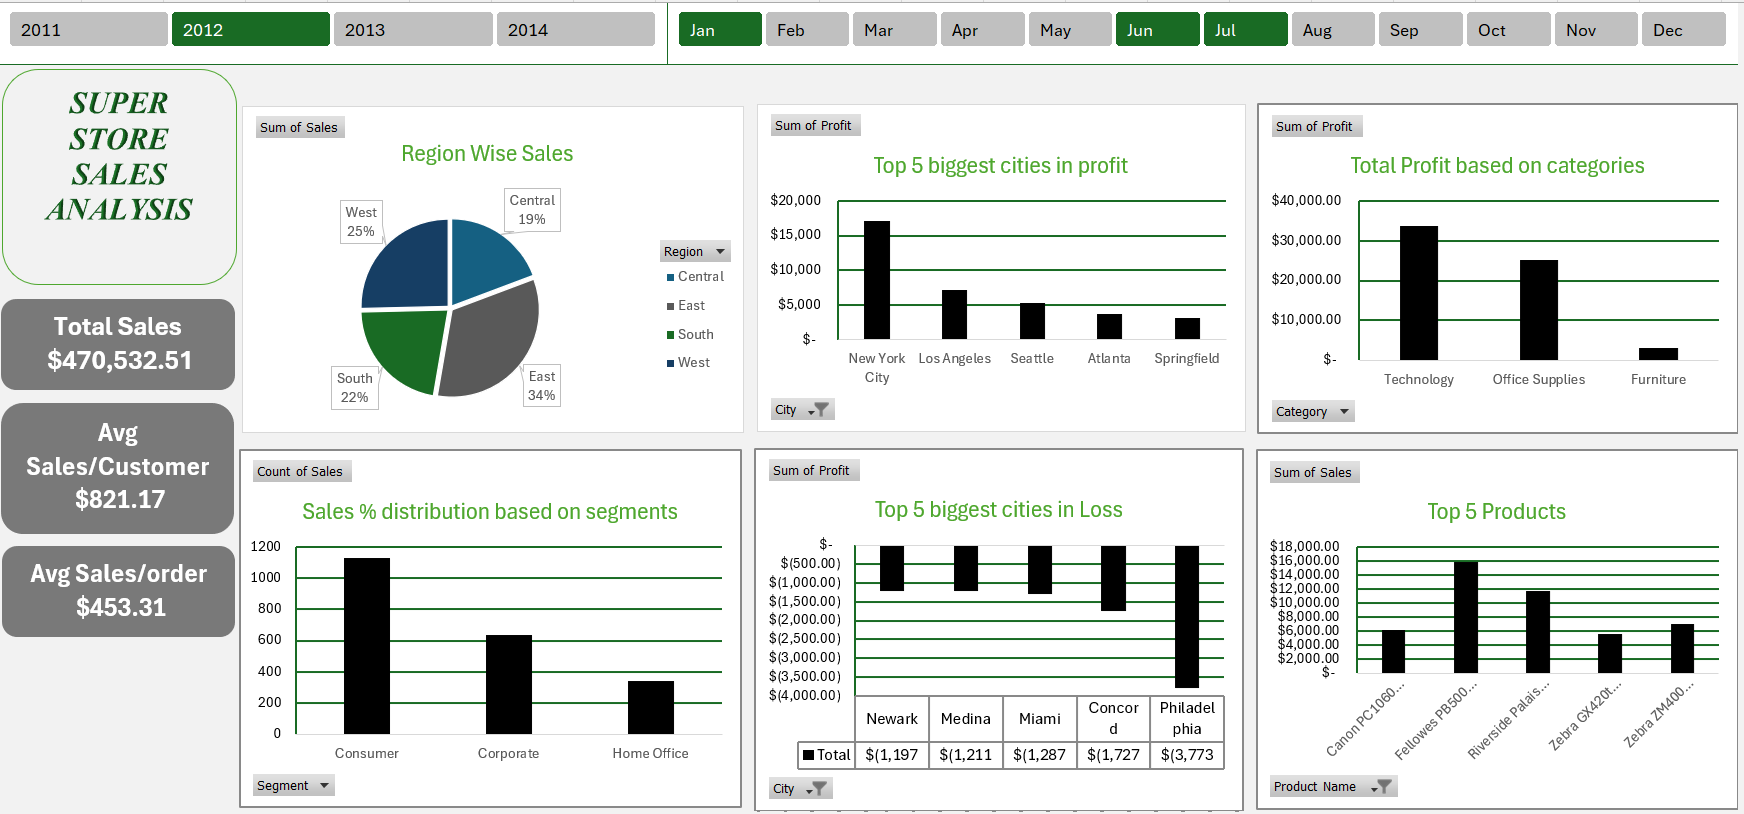 2011
2012
2013
2014
Jan
Feb
Mar
Apr
May
Jun
Jul
Aug
Sep
Oct
Nov
Dec
SUPER
STORE
SALES
ANALYSIS
Total Sales
$470,532.51
Avg
Sales/Customer
$821.17
Avg Sales/order
$453.31
Sum of Sales
Region Wise Sales
West
25%
Central
19%
South
22%
East
34%
Region
Central
East
South
West
Sum of Profit
Top 5 biggest cities in profit
$20,000
$15,000
$10,000
$5,000
$-
New York
City
Los Angeles
Seattle
Atlanta
Springfield
City
Sum of Profit
Total Profit based on categories
$40,000.00
$30,000.00
$20,000.00
$10,000.00
$-
Technology
Office Supplies
Furniture
Category
Count of Sales
Sales % distribution based on segments
1200
1000
800
600
400
200
0
Consumer
Corporate
Home Office
Segment
Sum of Profit
Top 5 biggest cities in Loss
$-
$(500.00)
$(1,000.00)
$(1,500.00)
$(2,000.00)
$(2,500.00)
$(3,000.00)
$(3,500.00)
$(4,000.00)
Newark
Medina
Miami
Concor
d
Philadel
phia
Total
$(1,197
$(1,211
$(1,287
$(1,727
$(3,773
City
Sum of Sales
Top 5 Products
$18,000.00
$16,000.00
$14,000.00
$12,000.00
$10,000.00
$8,000.00
$6,000.00
$4,000.00
$2,000.00
$-
Canon PC1060...
Fellowes PB500...
Riverside Palais...
Zebra GX420t...
Zebra ZM400...
Product Name